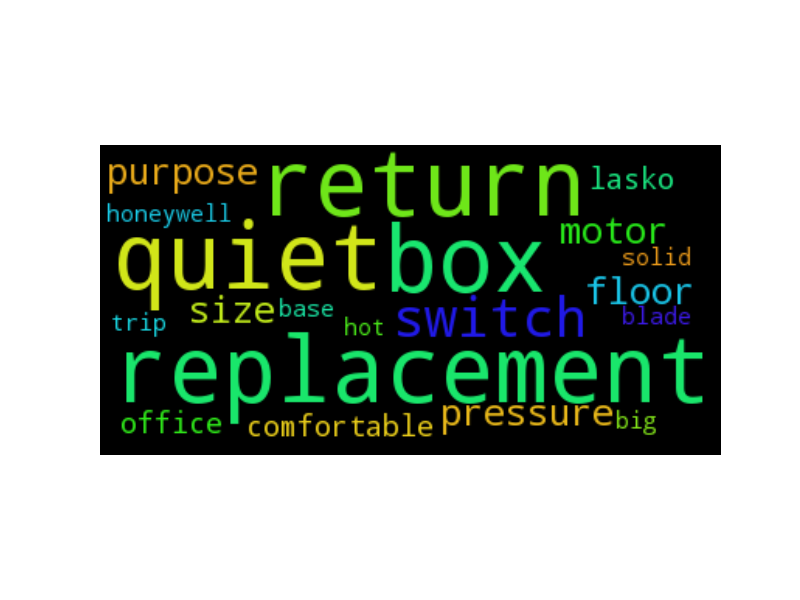 purpose return lasko
honeywell
quiet box motor
solid
size base switch floor
trip hot blade
replacement
office comfortable pressure big